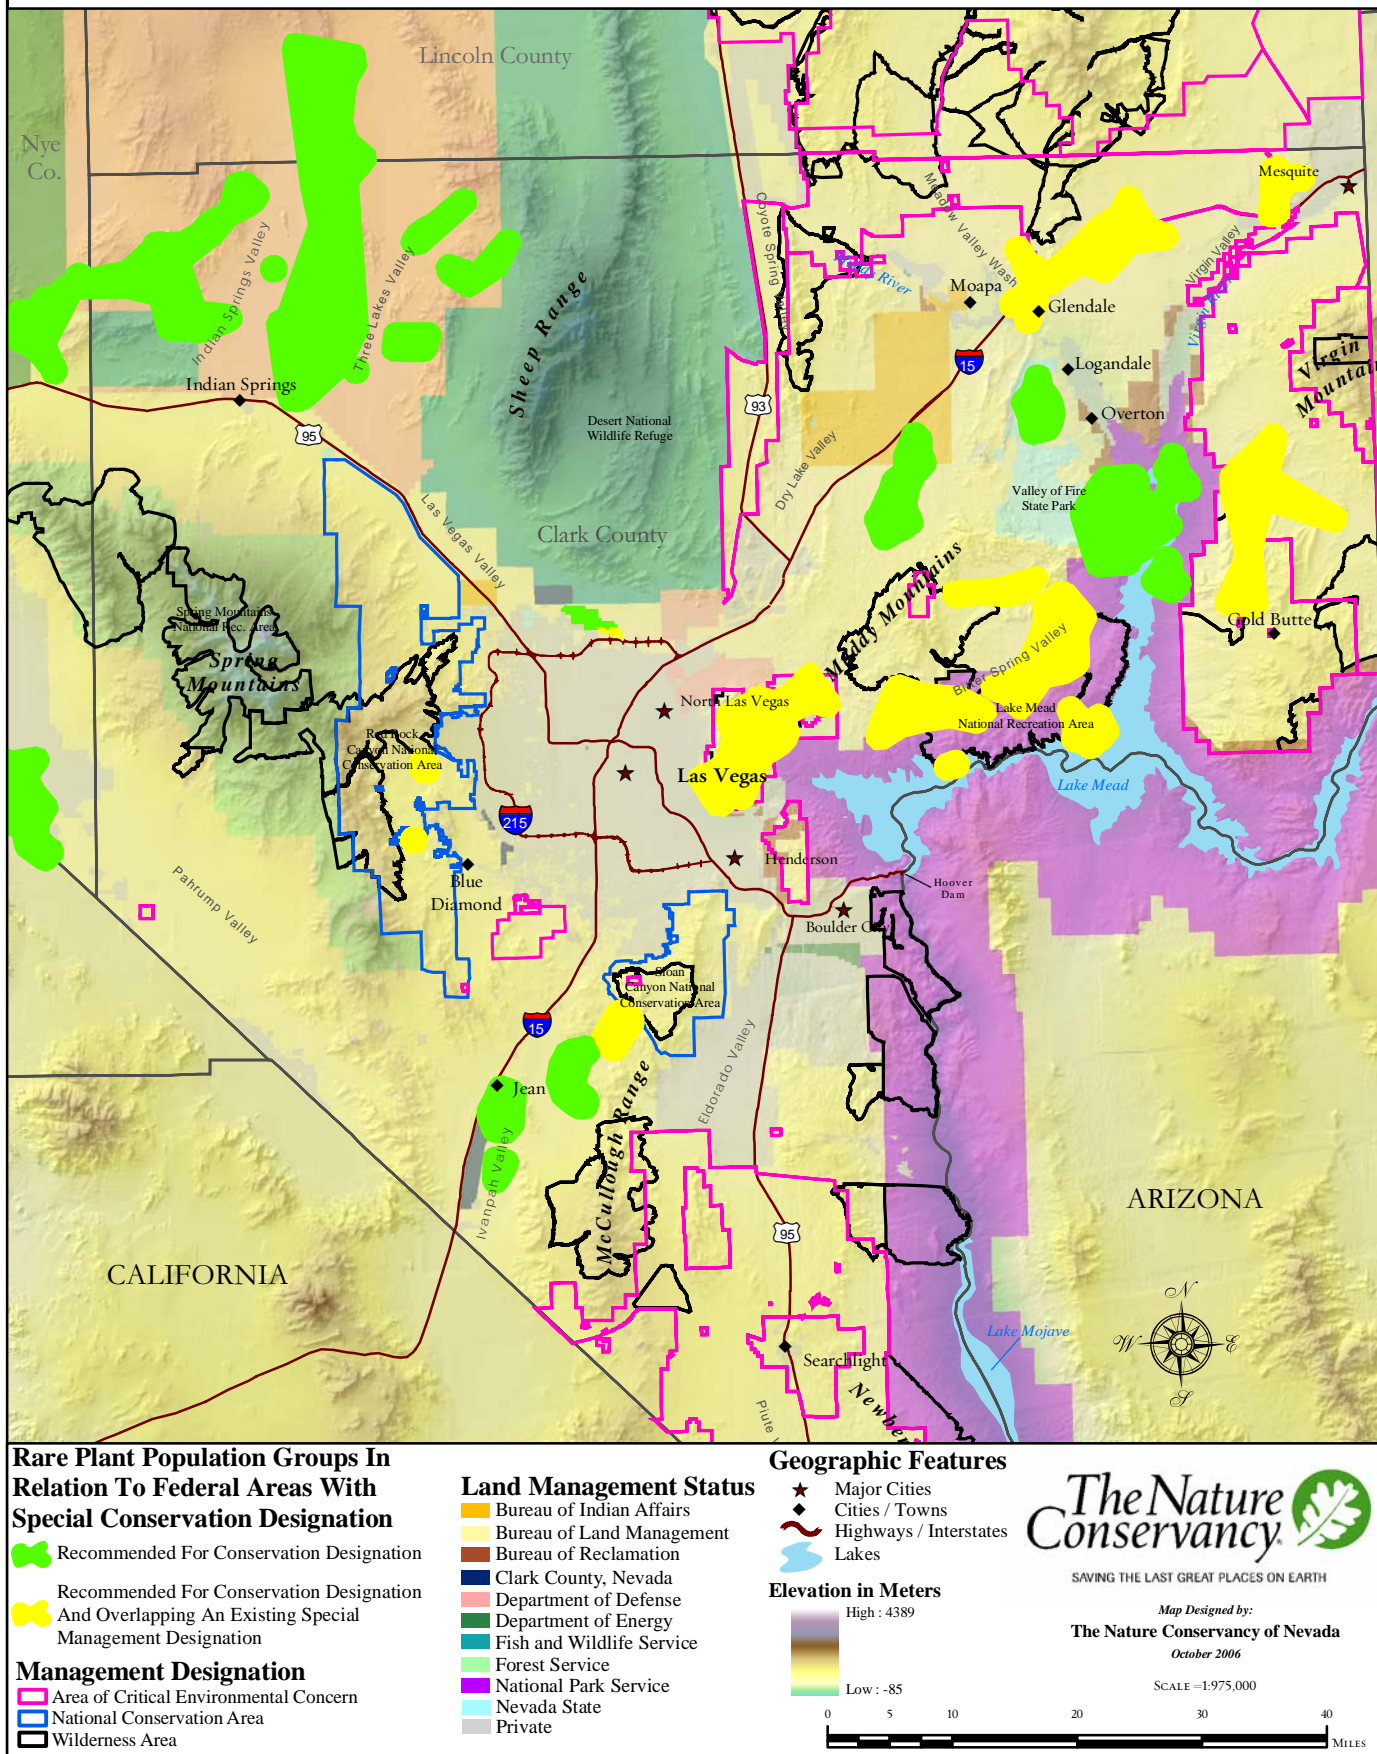 Lincoln County
Nye
Co.
Mesquite
Coyote Spring Valley
Meadow Valley Wash
Virgin Valley
Indian Springs Valley
Three Lakes Valley
River
Sheep Range
Moapa
Glendale
Virgin
15
Logandale
Virgin
Mountain
Indian Springs
93
Overton
Desert National
Wildlife Refuge
95
Dry Lake Valley
Valley of Fire
State Park
Las Vegas Valley
Clark County
Muddy Mountains
Spring Mountains
National Rec. Area
Gold Butte
Spring
Mountains
Bitter Spring Valley
North Las Vegas
Lake Mead
National Recreation Area
Red Rock
Canyon National
Conservation Area
Las Vegas
Lake Mead
215
Henderson
Blue
Diamond
Hoover
Dam
Pahrump Valley
Boulder City
Sloan
Canyon National
Conservation Area
15
Eldorado Valley
Jean
McCullough Range
Ivanpah Valley
ARIZONA
95
CALIFORNIA
N
W
E
S
Lake Mojave
Searchlight
Newber
Piute
Rare Plant Population Groups In
Relation To Federal Areas With
Special Conservation Designation
Recommended For Conservation Designation
Recommended For Conservation Designation
And Overlapping An Existing Special
Management Designation
Management Designation
Area of Critical Environmental Concern
National Conservation Area
Wilderness Area
Land Management Status
Bureau of Indian Affairs
Bureau of Land Management
Bureau of Reclamation
Clark County, Nevada
Department of Defense
Department of Energy
Fish and Wildlife Service
Forest Service
National Park Service
Nevada State
Private
Geographic Features
Major Cities
Cities / Towns
Highways / Interstates
Lakes
Elevation in Meters
High : 4389
Low : -85
The Nature
Conservancy
SAVING THE LAST GREAT PLACES ON EARTH
Map Designed by:
The Nature Conservancy of Nevada
October 2006
SCALE =1:975,000
0 5 10 20 30 40
MILES